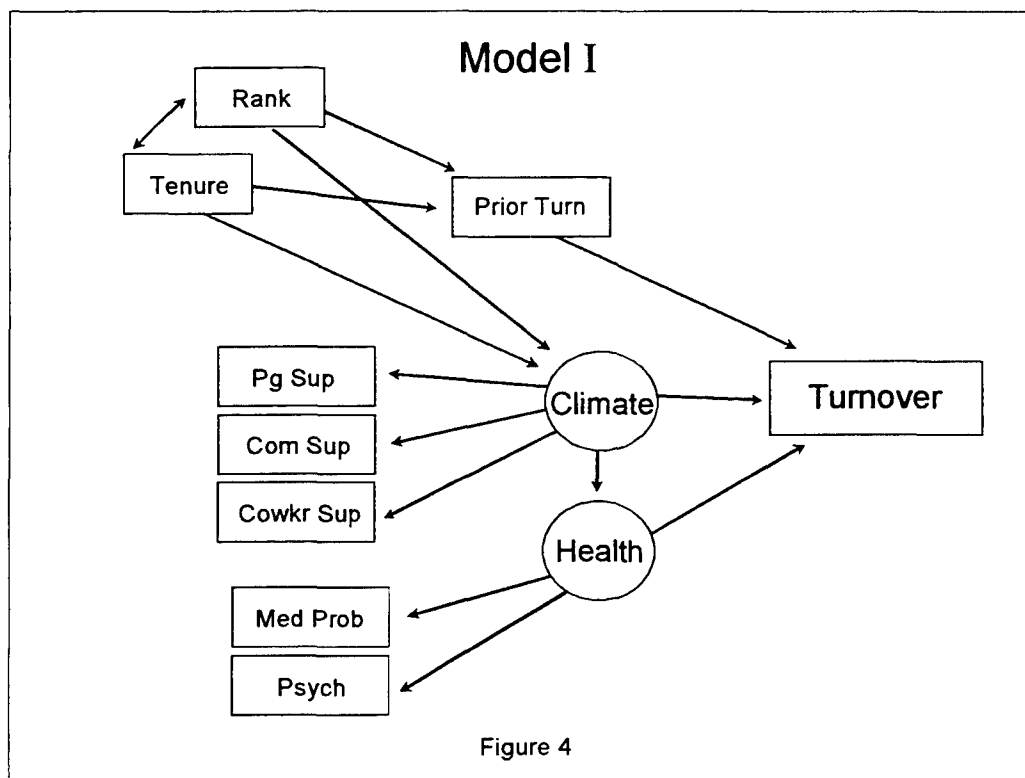 Model I
Rank
Tenure
Prior Turn
Pg Sup
Climate
Turnover
Com Sup
Cowkr Sup
Health
Med Prob
Psych
Figure 4